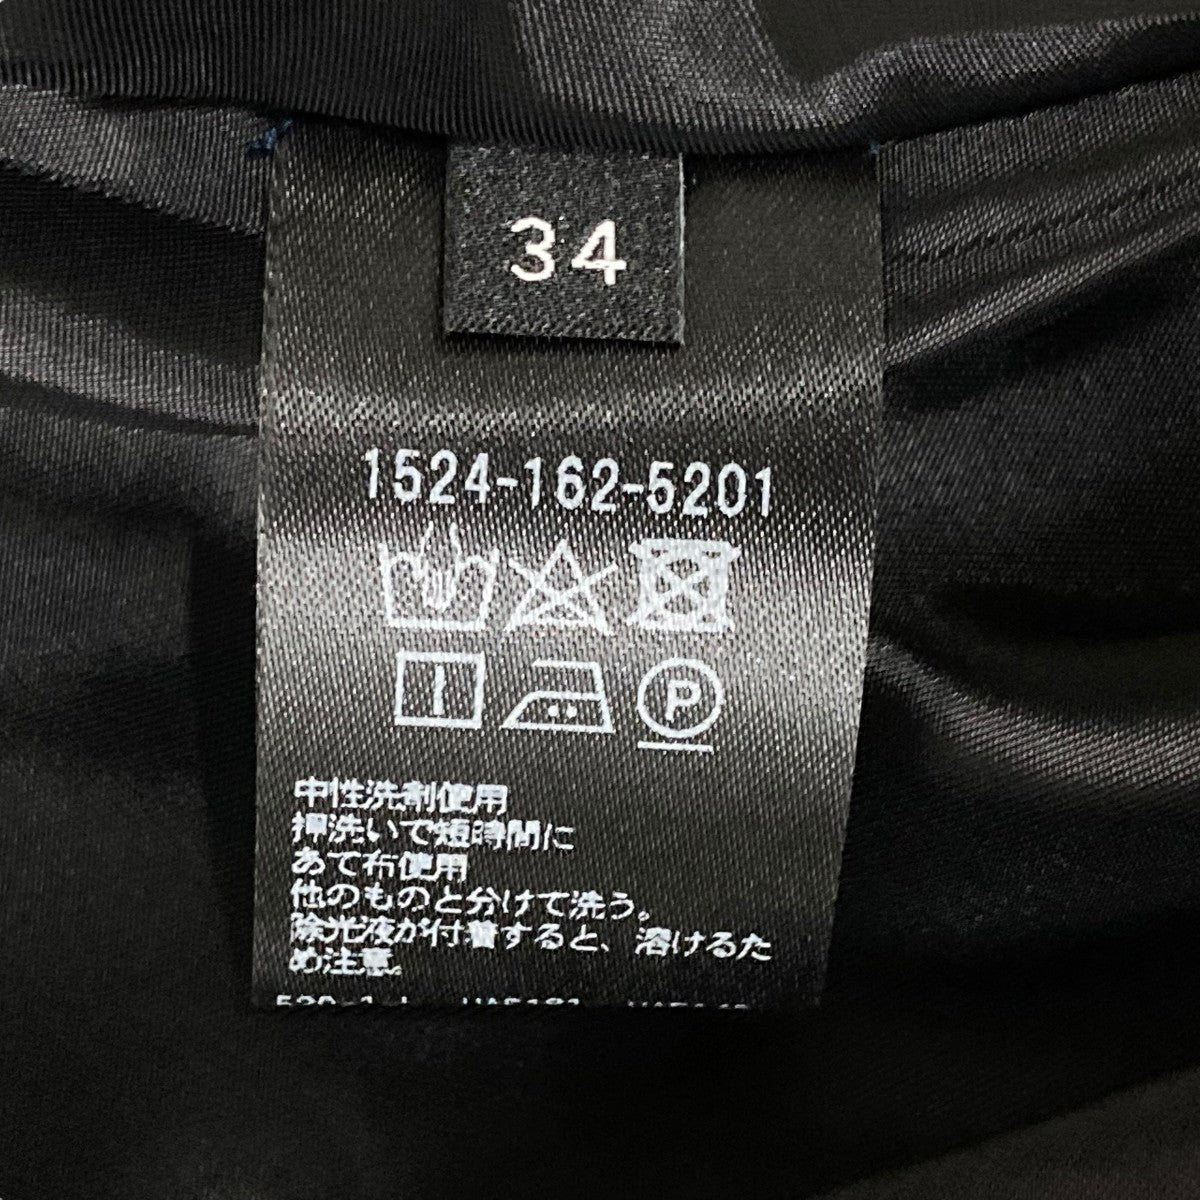 34
1524-162-5201
P
中性洗剤使用
押洗いで短時間に
あて布使用
他のものと分けて洗う。
除光液が付着すると、溶けるた
め注意。